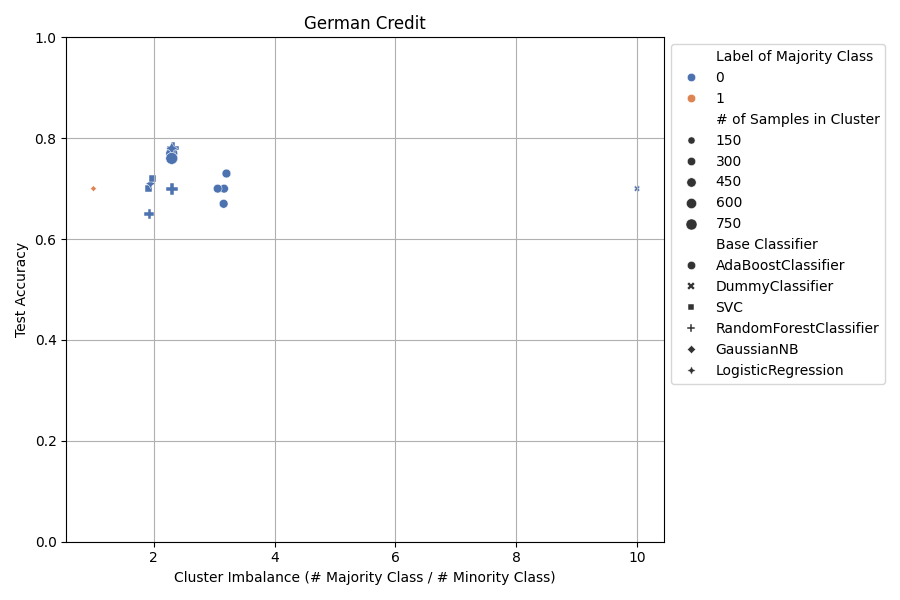 German Credit
1.0
0.8
0.6
0.4
0.2
0.0
Test Accuracy
2
4
6
8
10
Cluster Imbalance (# Majority Class / # Minority Class)
Label of Majority Class
0
1
# of Samples in Cluster
150
300
450
600
750
Base Classifier
AdaBoostClassifier
DummyClassifier
SVC
RandomForestClassifier
GaussianNB
LogisticRegression